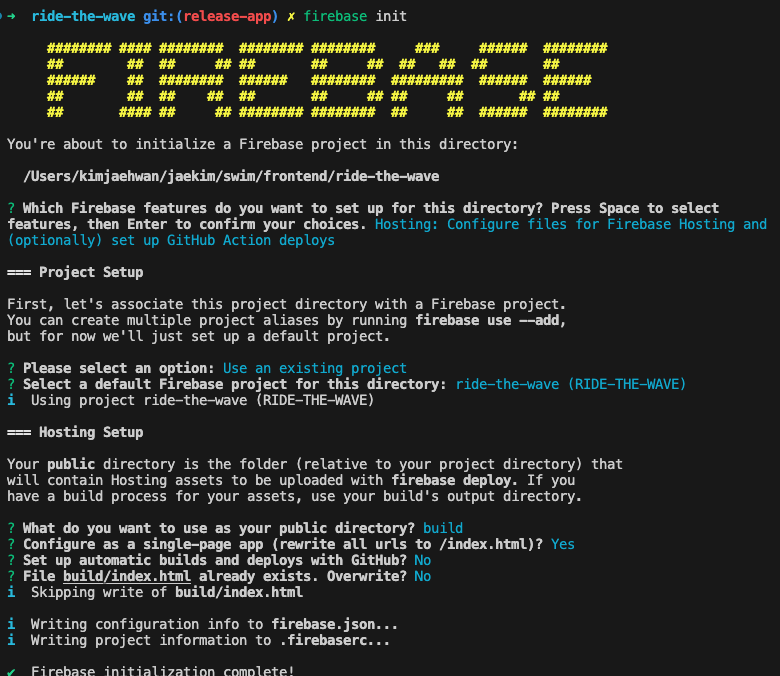 ➜ ride-the-wave git:(release-app) ✗ firebase init
######## #### ######## ######## ######## ### ###### ########
## ## ## ## ## ## ## ## ## ## ##
###### ## ######## ###### ######## ######### ###### ######
## ## ## ## ## ## ## ## ## ## ##
## #### ## ## ######## ######## ## ## ###### ########
You're about to initialize a Firebase project in this directory:
/Users/kimjaehwan/jaekim/swim/frontend/ride-the-wave
? Which Firebase features do you want to set up for this directory? Press Space to select
features, then Enter to confirm your choices. Hosting: Configure files for Firebase Hosting and
(optionally) set up GitHub Action deploys
=== Project Setup
First, let's associate this project directory with a Firebase project.
You can create multiple project aliases by running firebase use --add,
but for now we'll just set up a default project.
? Please select an option: Use an existing project
? Select a default Firebase project for this directory: ride-the-wave (RIDE-THE-WAVE)
i Using project ride-the-wave (RIDE-THE-WAVE)
=== Hosting Setup
Your public directory is the folder (relative to your project directory) that
will contain Hosting assets to be uploaded with firebase deploy. If you
have a build process for your assets, use your build's output directory.
? What do you want to use as your public directory? build
? Configure as a single-page app (rewrite all urls to /index.html)? Yes
? Set up automatic builds and deploys with GitHub? No
? File build/index.html already exists. Overwrite? No
i Skipping write of build/index.html
i Writing configuration info to firebase.json...
i Writing project information to .firebaserc...
✔ Firebase initialization complete!